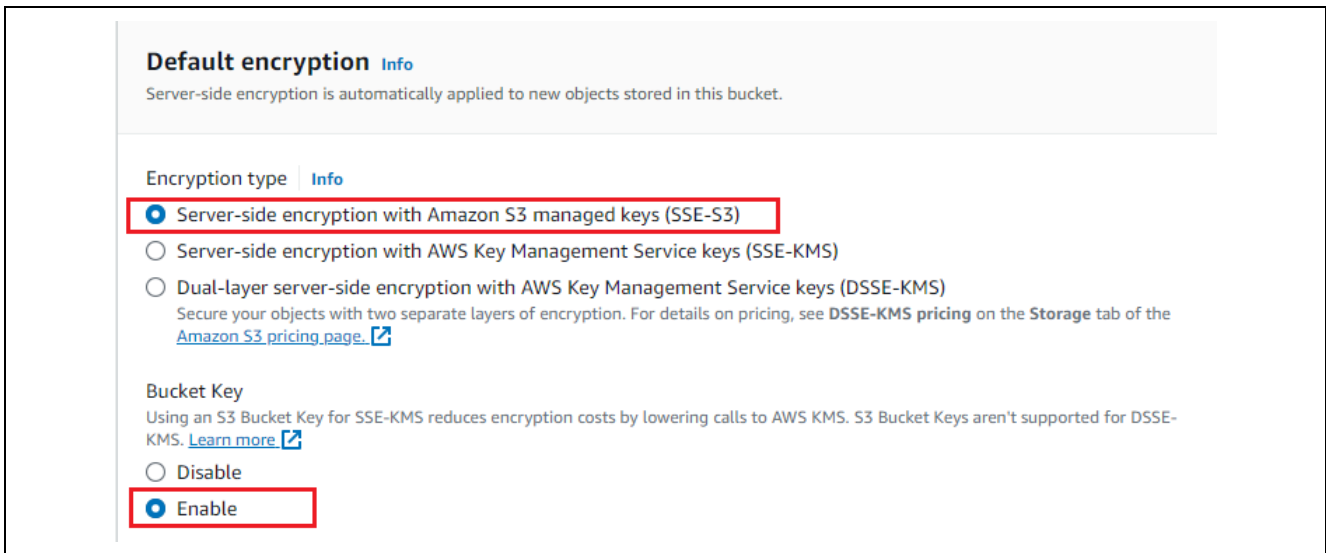 Default encryption Info
Server-side encryption is automatically applied to new objects stored in this bucket.
Encryption type Info
Server-side encryption with Amazon S3 managed keys (SSE-S3)
Server-side encryption with AWS Key Management Service keys (SSE-KMS)
Dual-layer server-side encryption with AWS Key Management Service keys (DSSE-KMS)
Secure your objects with two separate layers of encryption. For details on pricing, see DSSE-KMS pricing on the Storage tab of the
Amazon S3 pricing page.
Bucket Key
Using an S3 Bucket Key for SSE-KMS reduces encryption costs by lowering calls to AWS KMS. S3 Bucket Keys aren't supported for DSSE-
KMS. Learn more
Disable
Enable